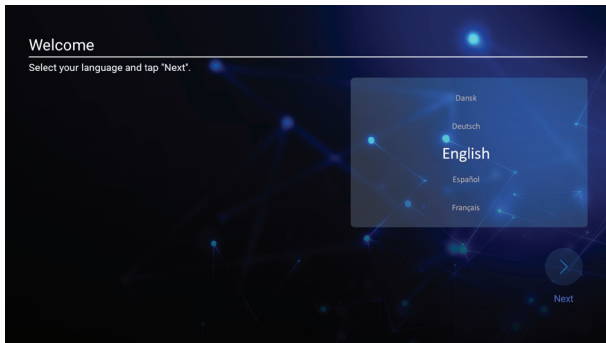 Welcome
Select your language and tap "Next".
Dansk
Deutsch
English
Español
Français
Next